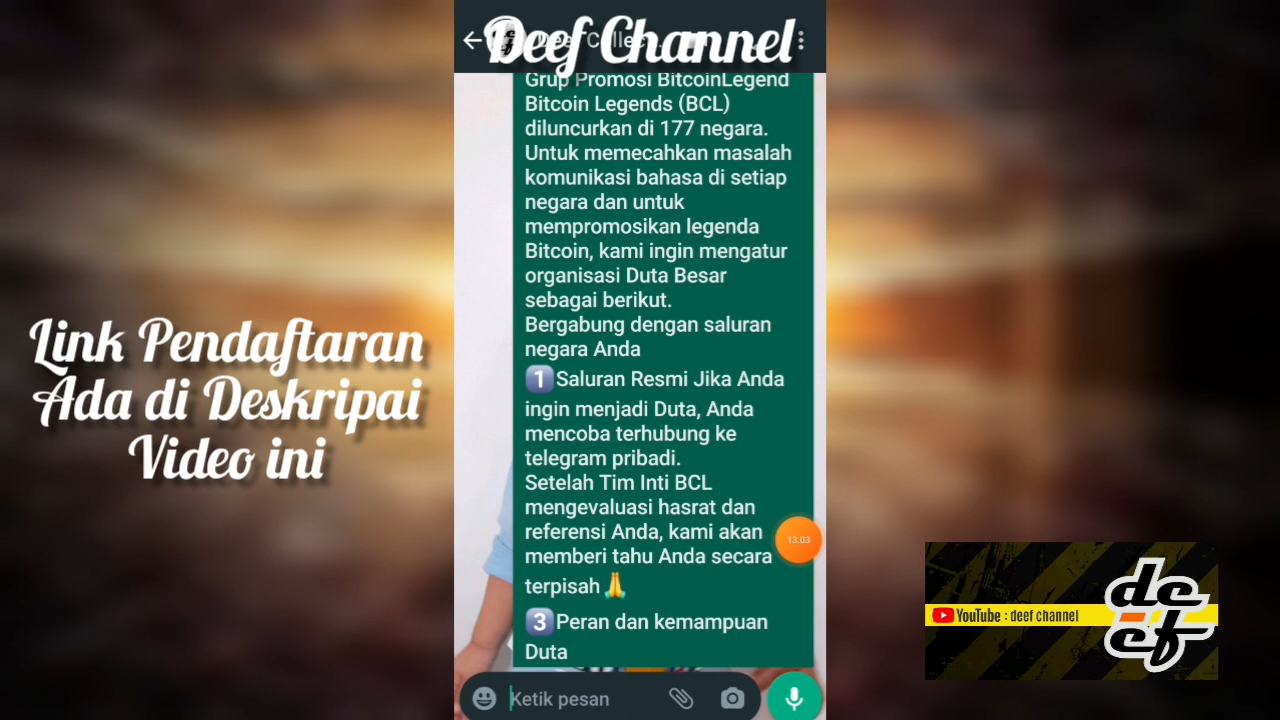 Deef Channel
Grup Promosi BitcoinLegend
Bitcoin Legends (BCL)
diluncurkan di 177 negara.
Untuk memecahkan masalah
komunikasi bahasa di setiap
negara dan untuk
mempromosikan legenda
Bitcoin, kami ingin mengatur
organisasi Duta Besar
sebagai berikut.
Bergabung dengan saluran
negara Anda
1 Saluran Resmi Jika Anda
ingin menjadi Duta, Anda
mencoba terhubung ke
telegram pribadi.
Setelah Tim Inti BCL
mengevaluasi hasrat dan
referensi Anda, kami akan
memberi tahu Anda secara
terpisah🙏
3 Peran dan kemampuan
Duta
Ketik pesan
13.03
Link Pendaftaran
Ada di Deskripai
Video ini
YouTube : deef channel
deef